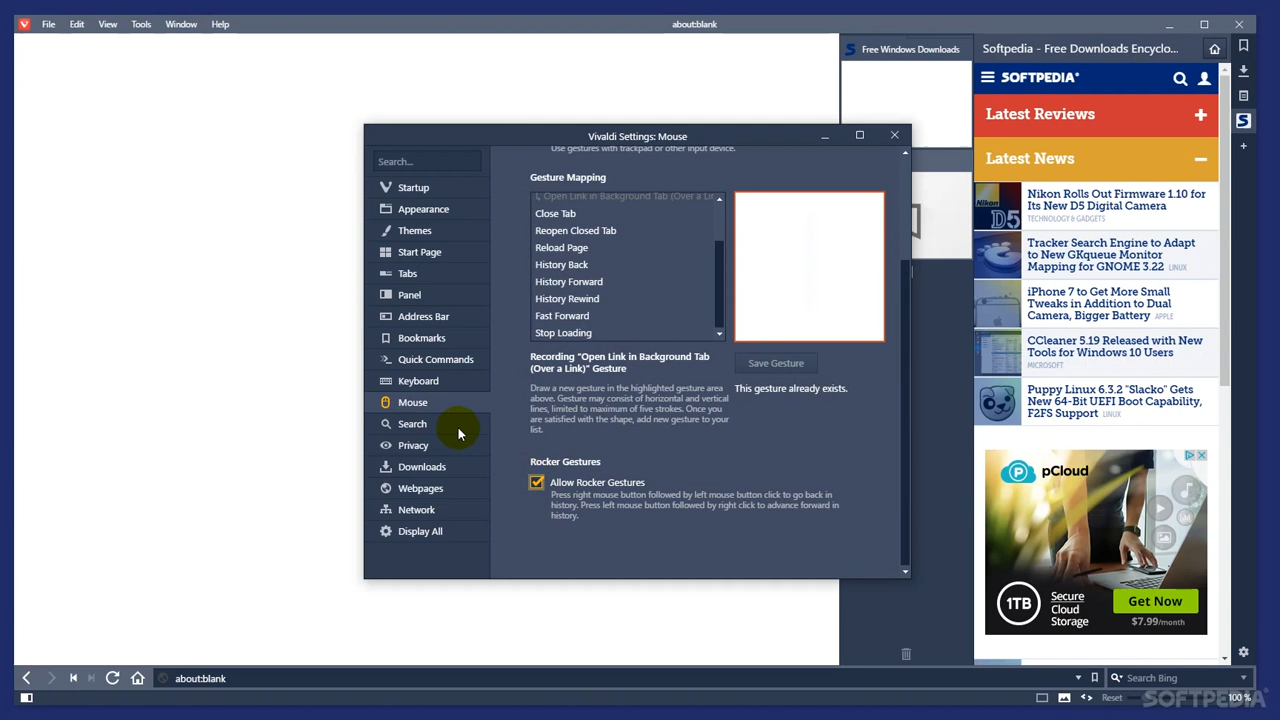 File Edit View Tools Window Help
about:blank
Free Windows Downloads
Softpedia - Free Downloads Encyclo...
SOFTPEDIA®
Latest Reviews
Latest News
Nikon Rolls Out Firmware 1.10 for
Its New D5 Digital Camera
TECHNOLOGY & GADGETS
Tracker Search Engine to Adapt
to New GKqueue Monitor
Mapping for GNOME 3.22 LINUX
iPhone 7 to Get More Small
Tweaks in Addition to Dual
Camera, Bigger Battery APPLE
CCleaner 5.19 Released with New
Tools for Windows 10 Users
MICROSOFT
Puppy Linux 6.3.2 "Slacko" Gets
New 64-Bit UEFI Boot Capability,
F2FS Support LINUX
pCloud
1TB
Secure
Cloud
Storage
Get Now
$7.99/month
Vivaldi Settings: Mouse
Search...
Startup
Appearance
Themes
Start Page
Tabs
Panel
Address Bar
Bookmarks
Quick Commands
Keyboard
Mouse
Search
Privacy
Downloads
Webpages
Network
Display All
Use gestures with trackpad or other input device.
Gesture Mapping
Open Link in Background Tab (Over a Lin
Close Tab
Reopen Closed Tab
Reload Page
History Back
History Forward
History Rewind
Fast Forward
Stop Loading
Recording “Open Link in Background Tab
(Over a Link)” Gesture
Draw a new gesture in the highlighted gesture area
above. Gesture may consist of horizontal and vertical
lines, limited to maximum of five strokes. Once you
are satisfied with the shape, add new gesture to your
list.
Save Gesture
This gesture already exists.
Rocker Gestures
Allow Rocker Gestures
Press right mouse button followed by left mouse button click to go back in
history. Press left mouse button followed by right click to advance forward in
history.
about:blank
Search Bing
Reset
100 %
SOFTPEDIA®